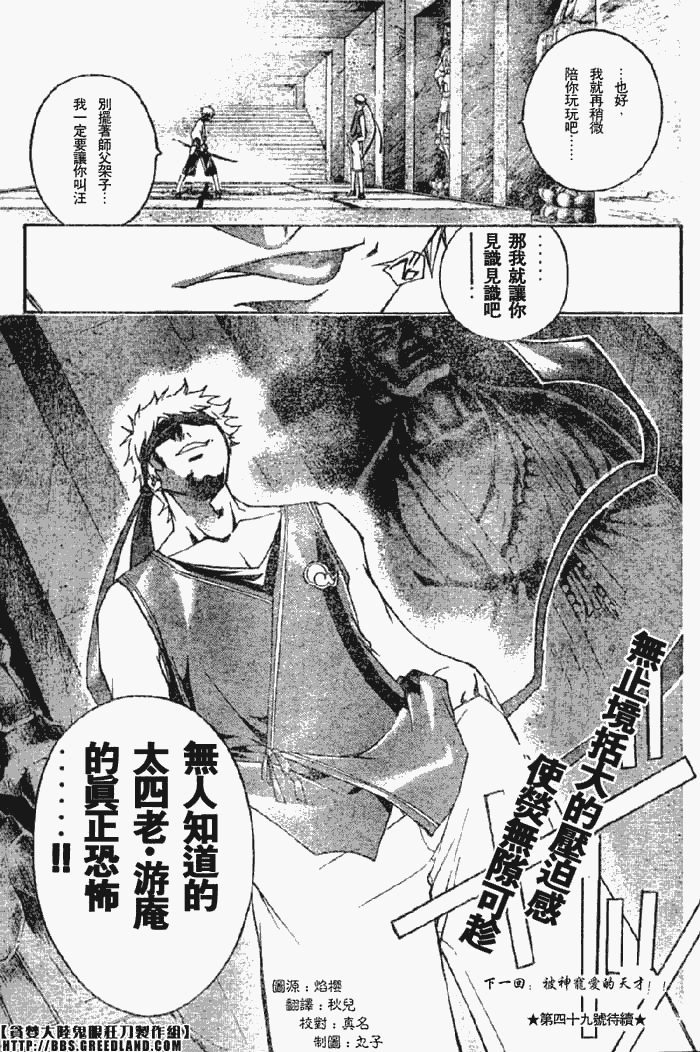 …也好，
我就再稍微
陪你玩玩吧……
別擺著師父架子…
我一定要讓你叫汪
……
那我就讓你
見識見識吧
‥
無人知道的
太四老・游庵
的真正恐怖
……!!
無止境括大的壓迫感
使熒無隙可趁
下一回：被神寵愛的天才!!
★第四十九號待續★
圖源：焰櫻
翻譯：秋兒
校對：真名
制圖：丸子
【貪婪大陸鬼眼狂刀製作組】
HTTP://BBS.GREEDLAND.COM